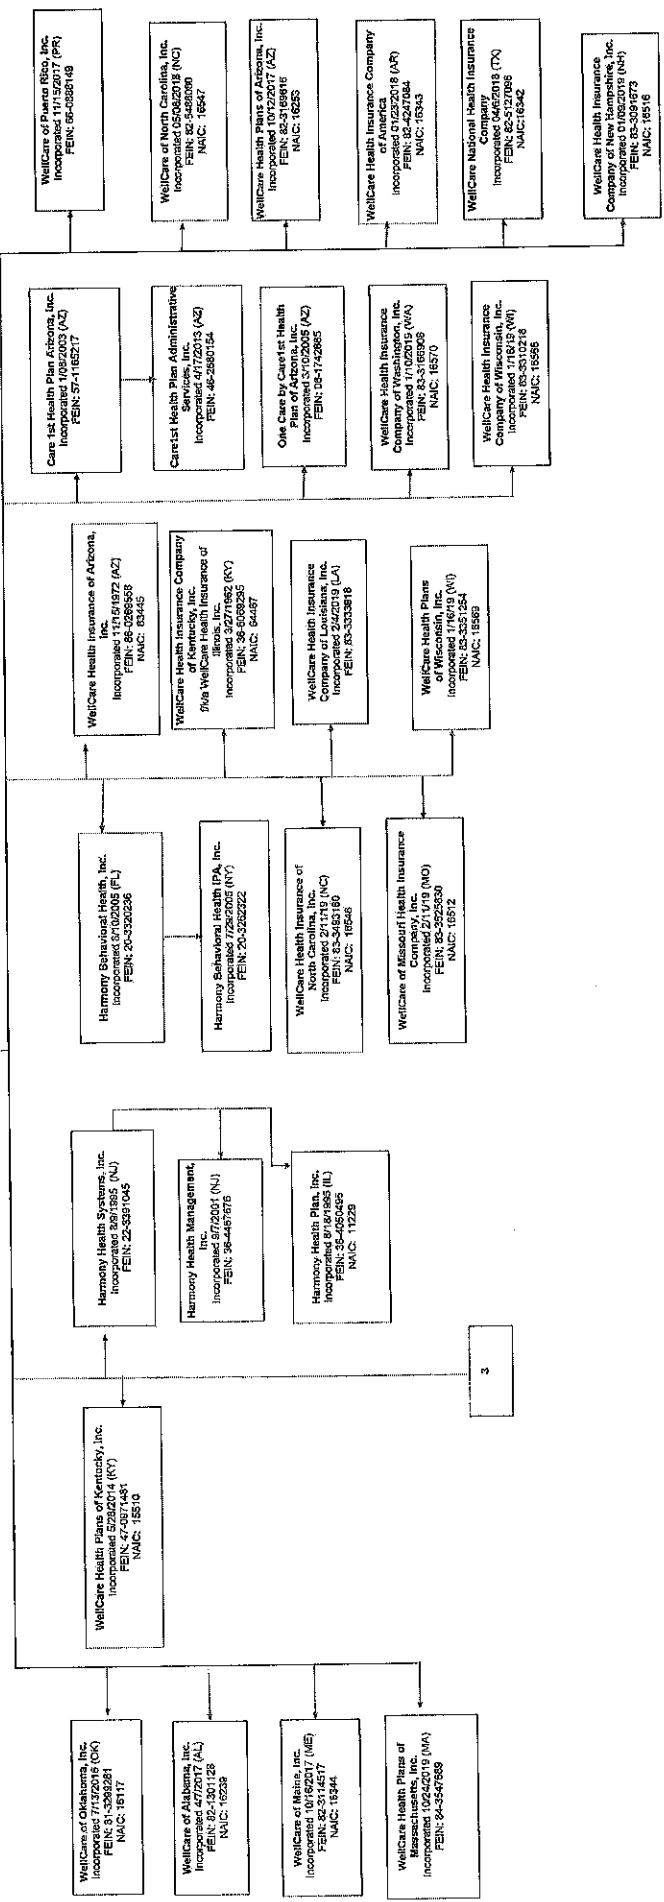 WellCare of Oklahoma, Inc.
Incorporated 7/13/2016 (OK)
FEIN: 81-3299281
NAIC: 16117
WellCare of Alabama, Inc.
Incorporated 4/7/2017 (AL)
FEIN: 82-1301128
NAIC: 16239
WellCare of Maine, Inc.
Incorporated 10/16/2017 (ME)
FEIN: 82-3114517
NAIC: 16344
WellCare Health Plans of
Massachusetts, Inc.
Incorporated 10/24/2019 (MA)
FEIN: 84-3547689
WellCare Health Plans of Kentucky, Inc.
Incorporated 5/28/2014 (KY)
FEIN: 47-0971481
NAIC: 15510
3
Harmony Health Systems, Inc.
Incorporated 8/9/1995 (NJ)
FEIN: 22-3391045
Harmony Health Management,
Inc.
Incorporated 9/7/2001 (NJ)
FEIN: 36-4467676
Harmony Health Plan, Inc.
Incorporated 8/18/1995 (IL)
FEIN: 36-4050495
NAIC: 11229
Harmony Behavioral Health, Inc.
Incorporated 8/10/2005 (FL)
FEIN: 20-3320236
Harmony Behavioral Health IPA, Inc.
Incorporated 7/29/2005 (NY)
FEIN: 20-3262322
WellCare Health Insurance of
North Carolina, Inc.
Incorporated 2/11/19 (NC)
FEIN: 83-3493160
NAIC: 16548
WellCare of Missouri Health Insurance
Company, Inc.
Incorporated 2/11/19 (MO)
FEIN: 83-3525830
NAIC: 16512
WellCare Health Insurance of Arizona,
Inc.
Incorporated 11/15/1972 (AZ)
FEIN: 86-0269558
NAIC: 83445
WellCare Health Insurance Company
of Kentucky, Inc.
f/k/a WellCare Health Insurance of
Illinois, Inc.
Incorporated 3/27/1962 (KY)
FEIN: 36-6069295
NAIC: 64467
WellCare Health Insurance
Company of Louisiana, Inc.
Incorporated 2/4/2019 (LA)
FEIN: 83-3333918
WellCare Health Plans
of Wisconsin, Inc.
Incorporated 1/16/19 (WI)
FEIN: 83-3351254
NAIC: 16569
Care 1st Health Plan Arizona, Inc.
Incorporated 1/08/2003 (AZ)
FEIN: 57-1165217
Care1st Health Plan Administrative
Services, Inc.
Incorporated 4/17/2013 (AZ)
FEIN: 46-2680154
One Care by Care1st Health
Plan of Arizona, Inc.
Incorporated 3/10/2005 (AZ)
FEIN: 06-1742685
WellCare Health Insurance
Company of Washington, Inc.
Incorporated 1/10/2019 (WA)
FEIN: 83-3166908
NAIC: 16570
WellCare Health Insurance
Company of Wisconsin, Inc.
Incorporated 1/16/19 (WI)
FEIN: 83-3310218
NAIC: 16568
WellCare of Puerto Rico, Inc.
Incorporated 11/15/2017 (PR)
FEIN: 66-0888149
WellCare of North Carolina, Inc.
Incorporated 05/08/2018 (NC)
FEIN: 82-5488080
NAIC: 16547
WellCare Health Plans of Arizona, Inc.
Incorporated 10/12/2017 (AZ)
FEIN: 82-3169616
NAIC: 16253
WellCare Health Insurance Company
of America
Incorporated 01/23/2018 (AR)
FEIN: 82-4247084
NAIC: 16343
WellCare National Health Insurance
Company
Incorporated 04/6/2018 (TX)
FEIN: 82-5127096
NAIC:16342
WellCare Health Insurance
Company of New Hampshire, Inc.
Incorporated 01/09/2019 (NH)
FEIN: 83-3091673
NAIC: 16516